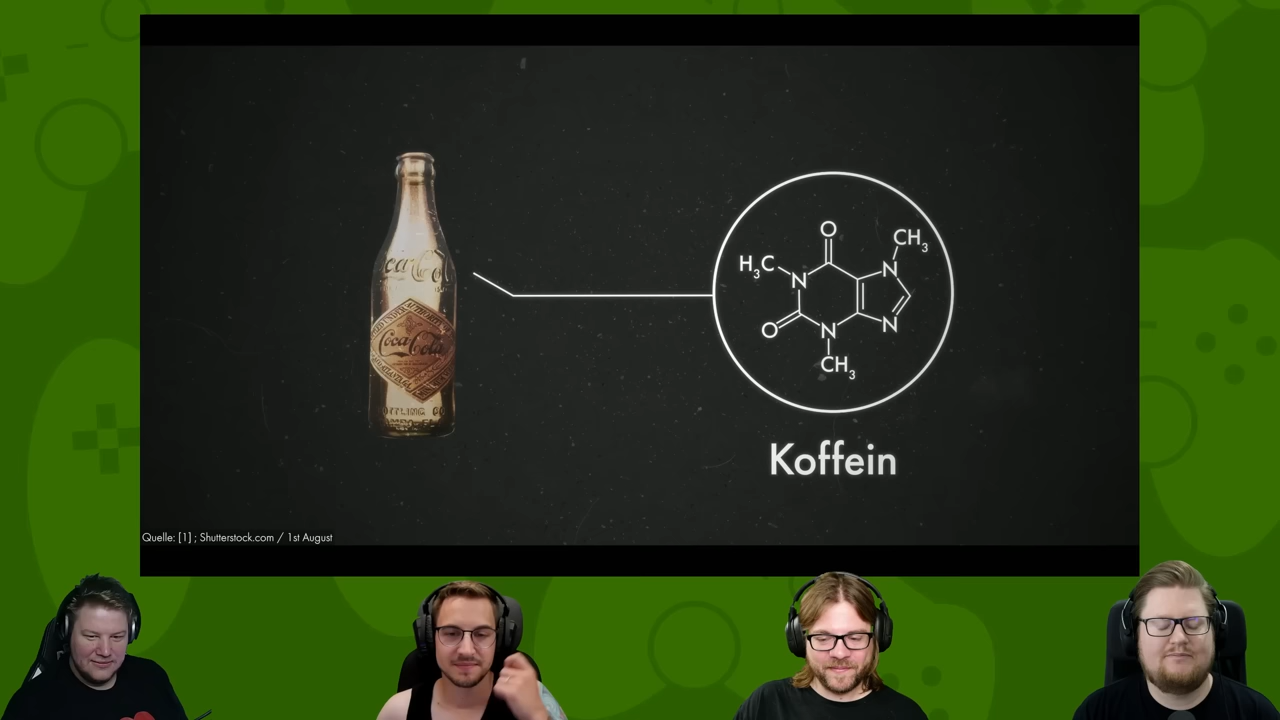 O
CH₃
H₃C
N
N
O
N
N
CH₃
Coca Cola
Coca Cola
Koffein
Quelle: [1] ; Shutterstock.com / 1st August